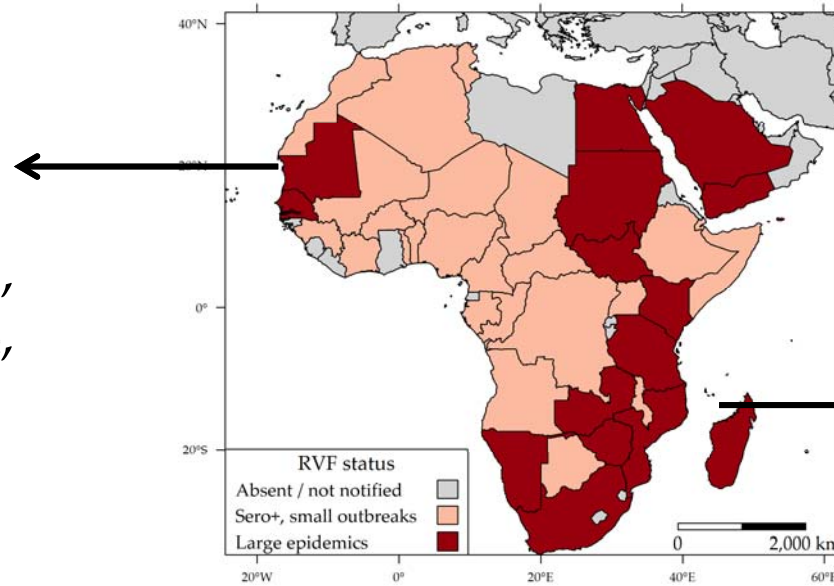 40°N
20°N
,
0°
,
20°S
RVF status
Absent / not notified
Sero+, small outbreaks
Large epidemics
0
2,000 km
20°W
0°
20°E
40°E
60°